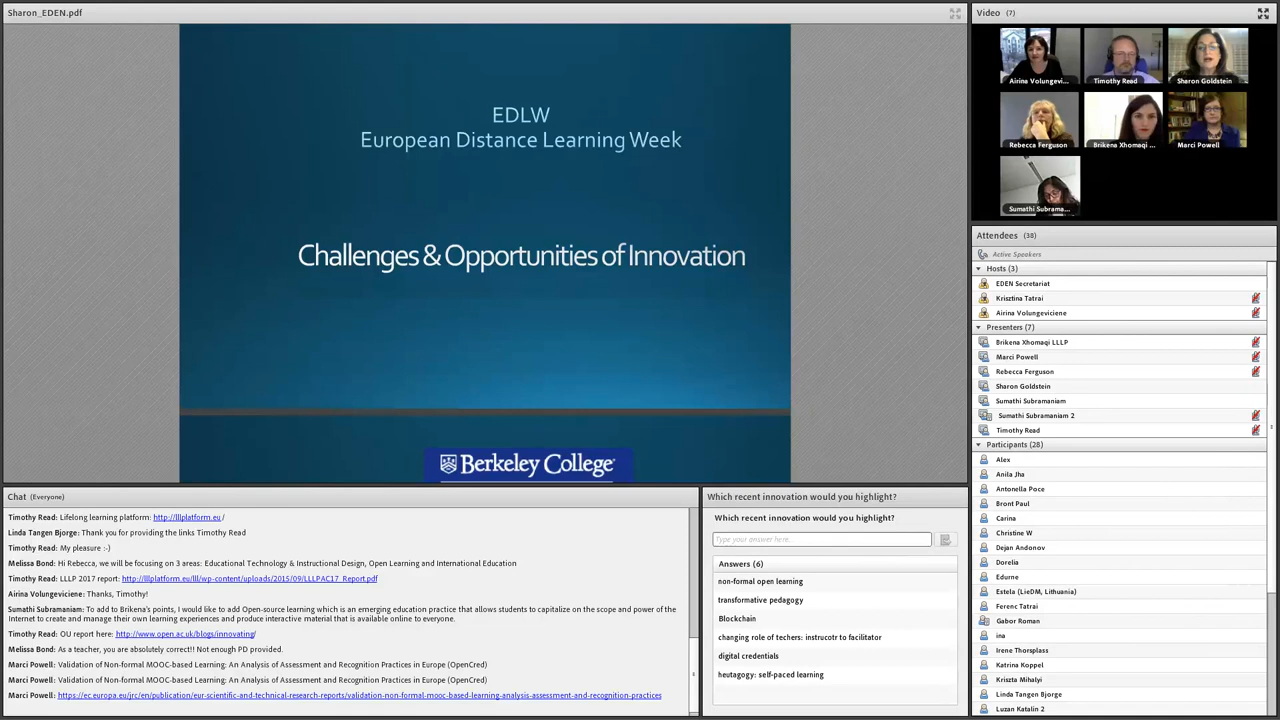 Sharon_EDEN.pdf
EDLW
European Distance Learning Week
Challenges & Opportunities of Innovation
Berkeley College
Video (7)
Airina Volungevi...
Timothy Read
Sharon Goldstein
Rebecca Ferguson
Brikena Xhomaqi ...
Marci Powell
Sumathi Subrama...
Attendees (38)
Active Speakers
Hosts (3)
EDEN Secretariat
Krisztina Tatrai
Airina Volungeviciene
Presenters (7)
Brikena Xhomaqi LLLP
Marci Powell
Rebecca Ferguson
Sharon Goldstein
Sumathi Subramaniam
Sumathi Subramaniam 2
Timothy Read
Participants (28)
Alex
Anila Jha
Antonella Poce
Bront Paul
Carina
Christine W
Dejan Andonov
Dorelia
Edurne
Estela (LieDM, Lithuania)
Ferenc Tatrai
Gabor Roman
ina
Irene Thorsplass
Katrina Koppel
Kriszta Mihalyi
Linda Tangen Bjorge
Luzan Katalin 2
Chat (Everyone)
Timothy Read: Lifelong learning platform: http://lllplatform.eu /
Linda Tangen Bjorge: Thank you for providing the links Timothy Read
Timothy Read: My pleasure :-)
Melissa Bond: Hi Rebecca, we will be focusing on 3 areas: Educational Technology & Instructional Design, Open Learning and International Education
Timothy Read: LLLP 2017 report: http://lllplatform.eu/lll/wp-content/uploads/2015/09/LLLPAC17_Report.pdf
Airina Volungeviciene: Thanks, Timothy!
Sumathi Subramaniam: To add to Brikena's points, I would like to add Open-source learning which is an emerging education practice that allows students to capitalize on the scope and power of the
Internet to create and manage their own learning experiences and produce interactive material that is available online to everyone.
Timothy Read: OU report here: http://www.open.ac.uk/blogs/innovating/
Melissa Bond: As a teacher, you are absolutely correct!! Not enough PD provided.
Marci Powell: Validation of Non-formal MOOC-based Learning: An Analysis of Assessment and Recognition Practices in Europe (OpenCred)
Marci Powell: Validation of Non-formal MOOC-based Learning: An Analysis of Assessment and Recognition Practices in Europe (OpenCred)
Marci Powell: https://ec.europa.eu/jrc/en/publication/eur-scientific-and-technical-research-reports/validation-non-formal-mooc-based-learning-analysis-assessment-and-recognition-practices
Which recent innovation would you highlight?
Which recent innovation would you highlight?
Type your answer here...
Answers (6)
non-formal open learning
transformative pedagogy
Blockchain
changing role of techers: instrucotr to facilitator
digital credentials
heutagogy: self-paced learning